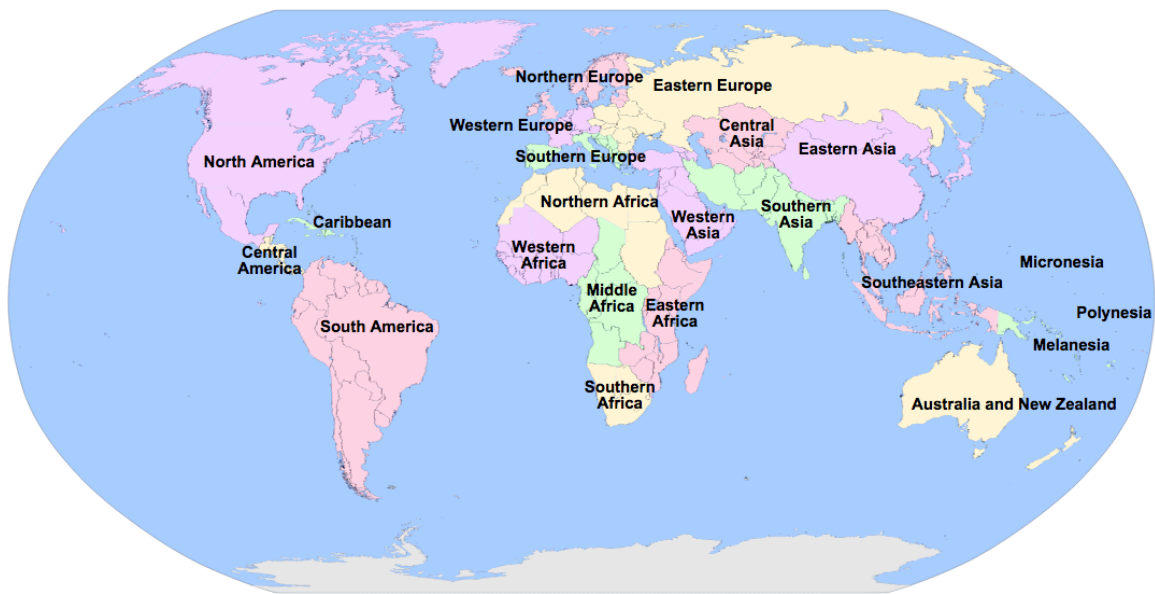 Northern Europe
Eastern Europe
Western Europe
Central
Asia
Eastern Asia
North America
Southern Europe
Northern Africa
Southern
Asia
Western
Asia
Caribbean
Western
Africa
Central
America
Micronesia
Southeastern Asia
Middle
Africa
Eastern
Africa
Polynesia
South America
Melanesia
Southern
Africa
Australia and New Zealand